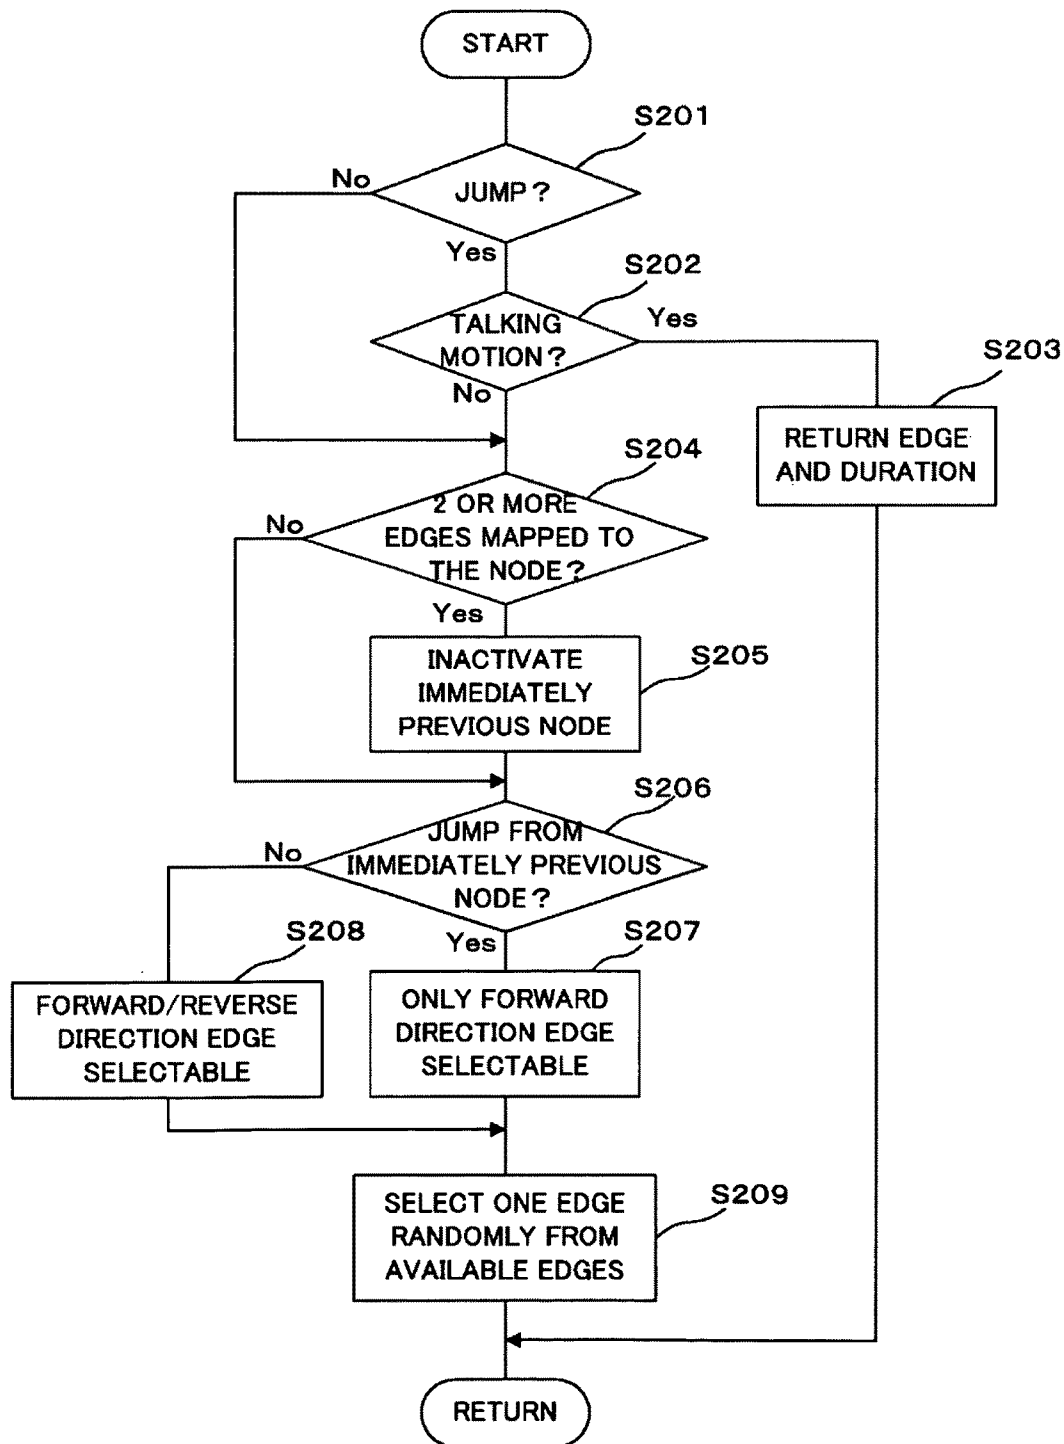 START
S201
No
JUMP?
Yes
S202
TALKING
MOTION?
Yes
No
S203
RETURN EDGE
AND DURATION
S204
No
2 OR MORE
EDGES MAPPED TO
THE NODE?
Yes
S205
INACTIVATE
IMMEDIATELY
PREVIOUS NODE
S206
No
JUMP FROM
IMMEDIATELY PREVIOUS
NODE?
Yes
S208
FORWARD/REVERSE
DIRECTION EDGE
SELECTABLE
S207
ONLY FORWARD
DIRECTION EDGE
SELECTABLE
S209
SELECT ONE EDGE
RANDOMLY FROM
AVAILABLE EDGES
RETURN